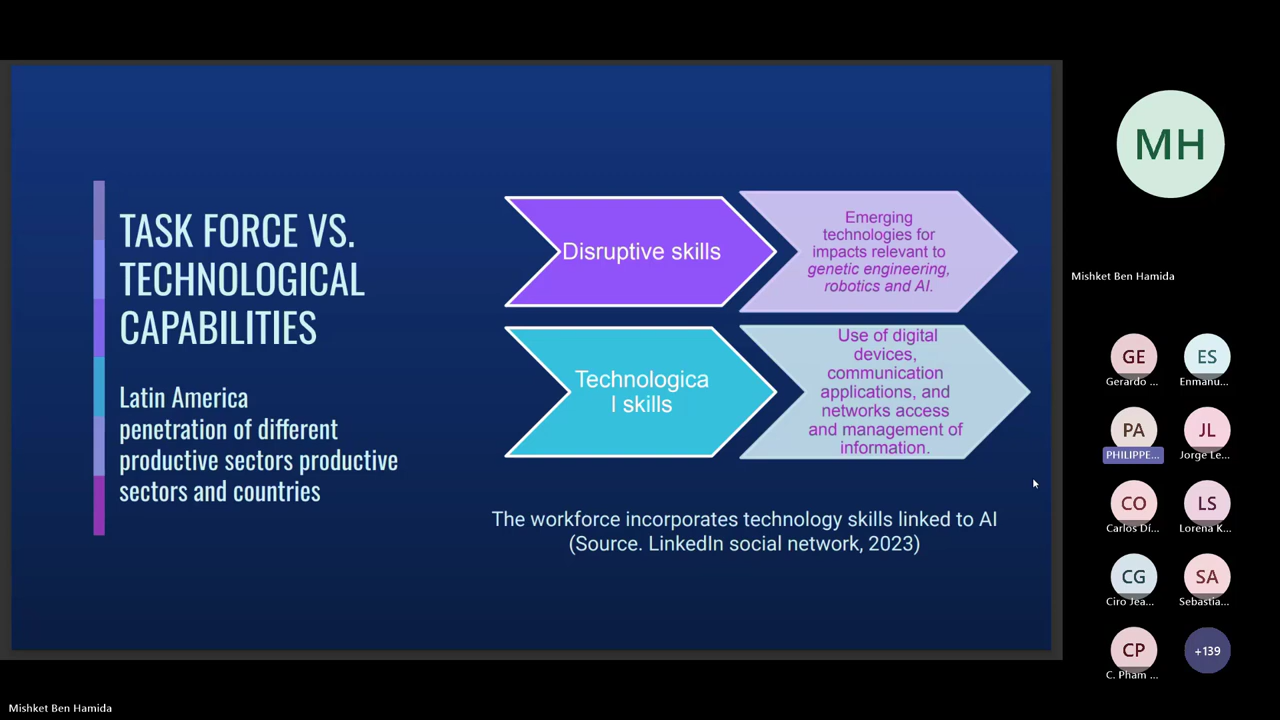 TASK FORCE VS.
TECHNOLOGICAL
CAPABILITIES
Latin America
penetration of different
productive sectors productive
sectors and countries
Disruptive skills
Emerging
technologies for
impacts relevant to
genetic engineering,
robotics and AI.
Technologica
l skills
Use of digital
devices,
communication
applications, and
networks access
and management of
information.
The workforce incorporates technology skills linked to AI
(Source. LinkedIn social network, 2023)
MH
Mishket Ben Hamida
GE
Gerardo ...
ES
Enmanu...
PA
PHILIPPE...
JL
Jorge Le...
CO
Carlos Dí...
LS
Lorena K...
CG
Ciro Jea...
SA
Sebastia...
CP
C. Pham ...
+139
Mishket Ben Hamida